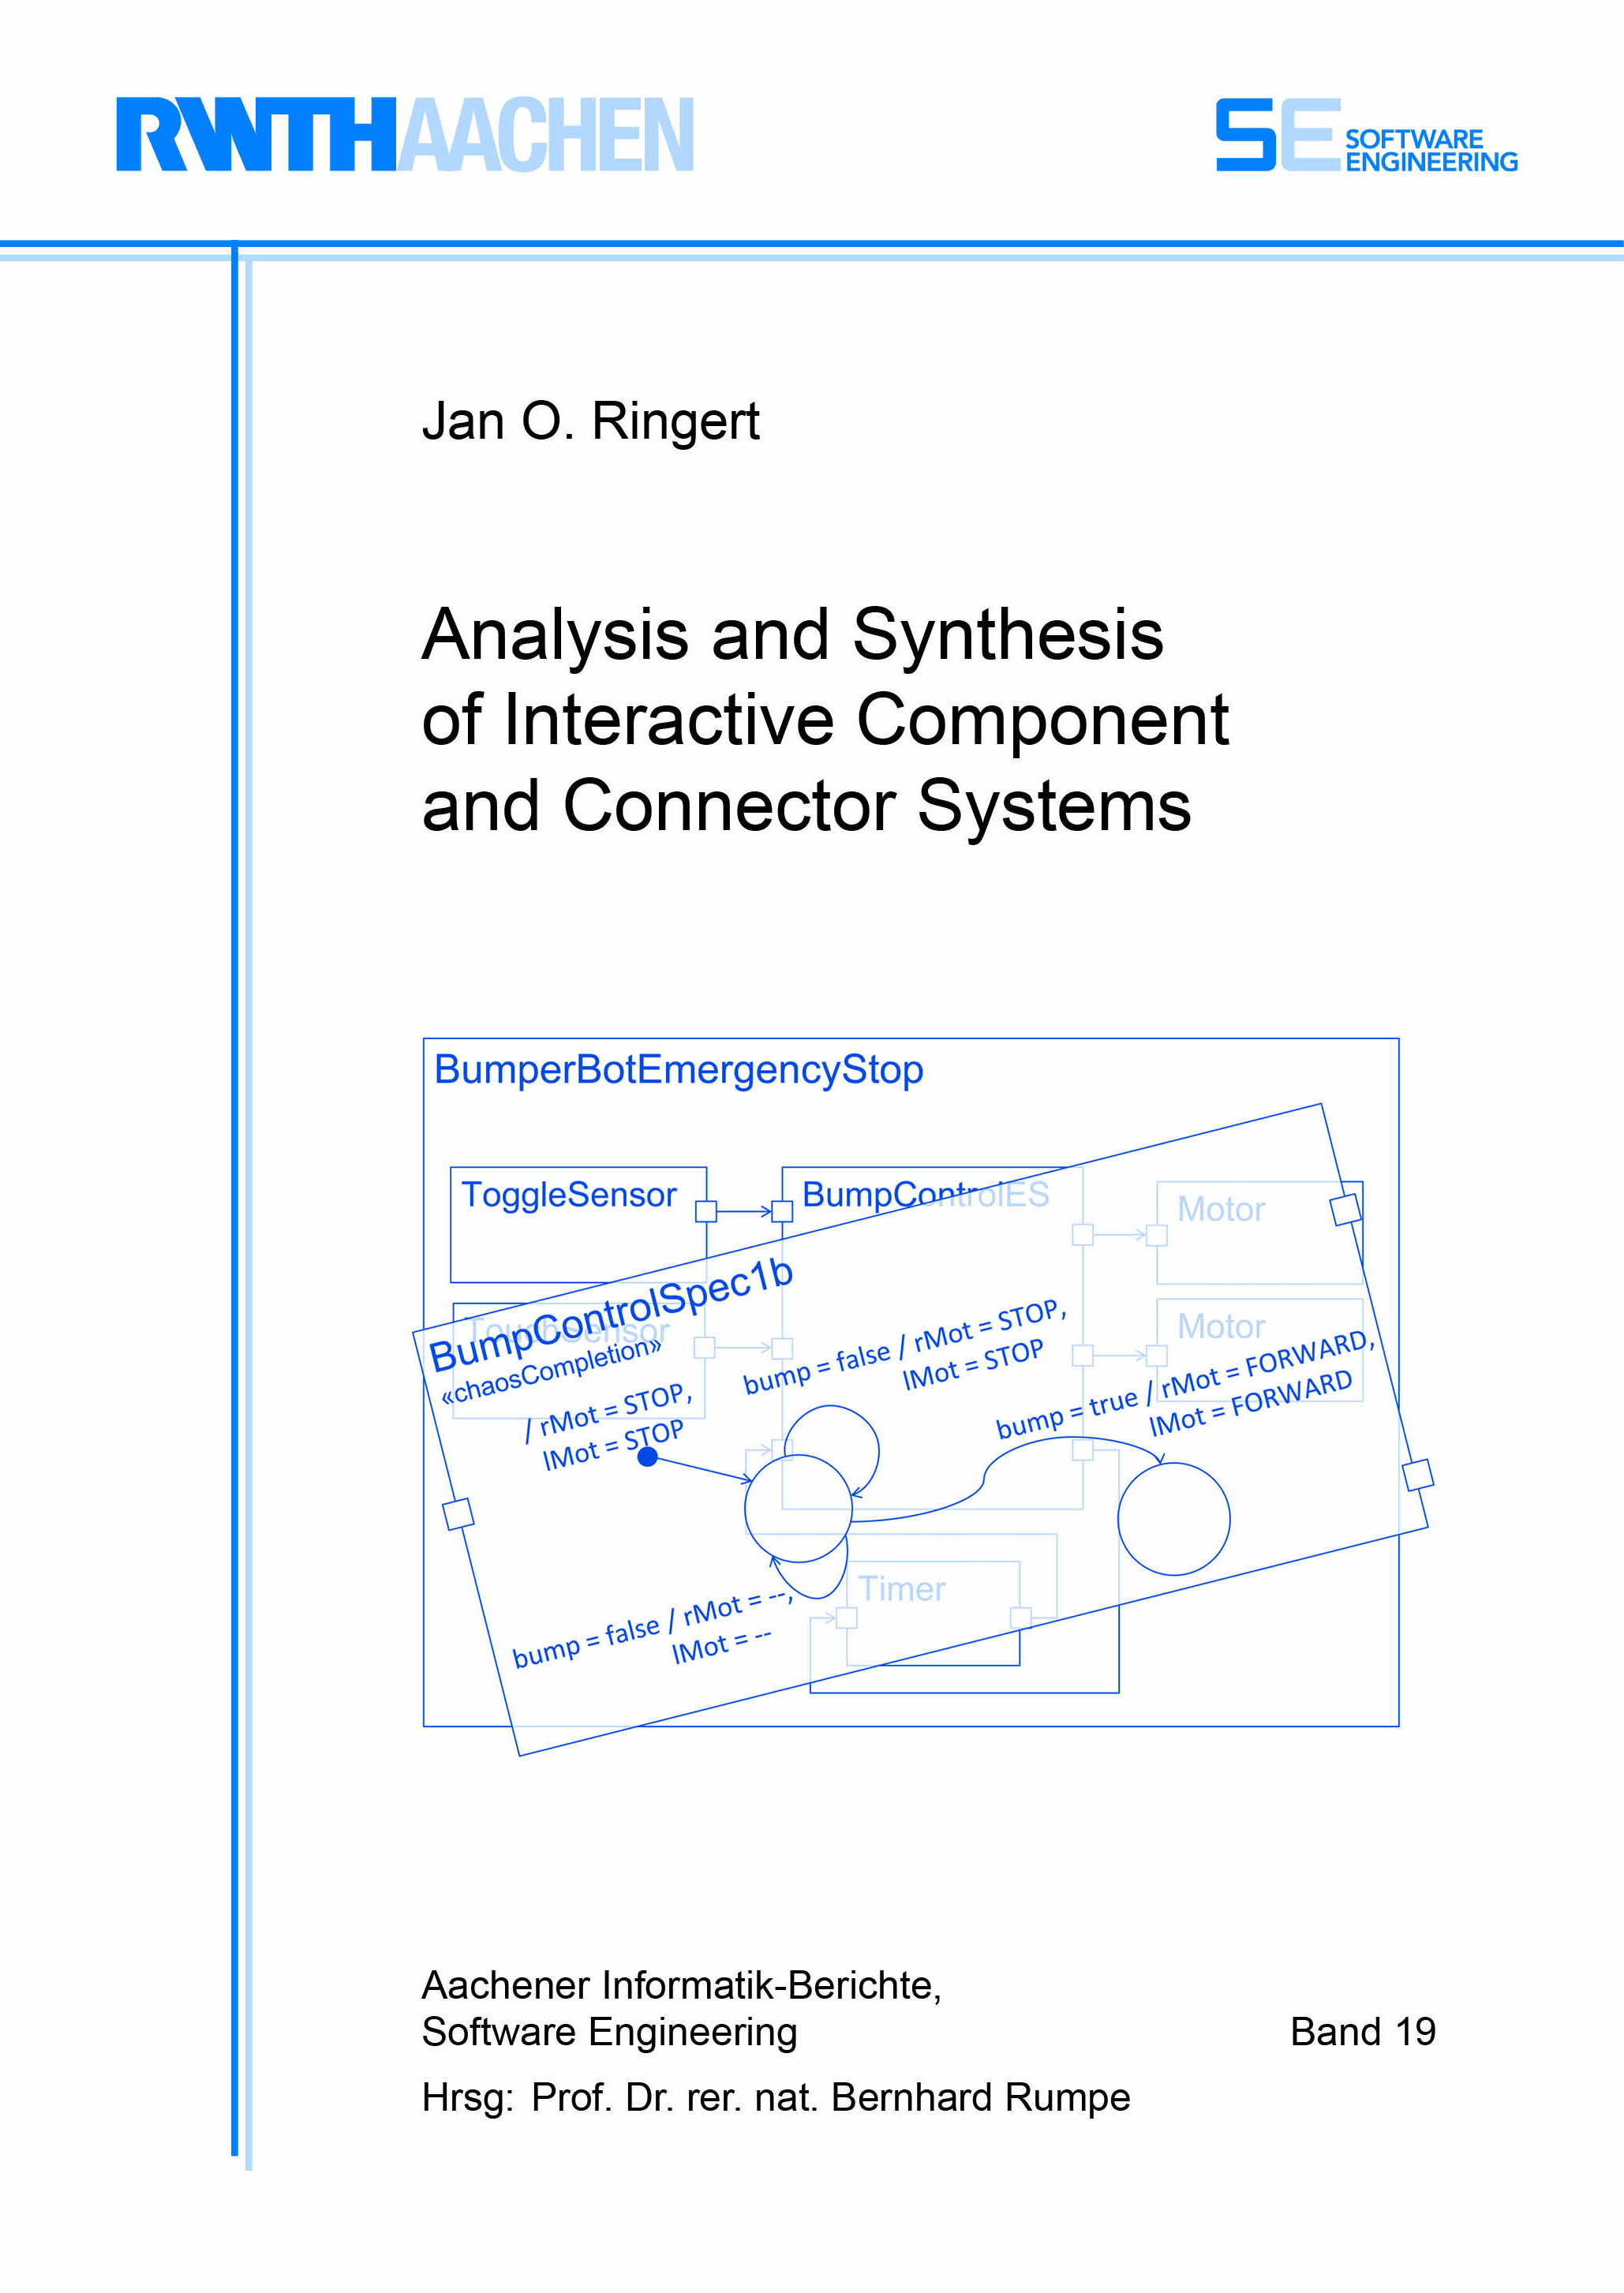 RWTHAACHEN
SE SOFTWARE
ENGINEERING
Jan O. Ringert
Analysis and Synthesis
of Interactive Component
and Connector Systems
BumperBotEmergencyStop
ToggleSensor
BumpControlES
Motor
TouchSensor
Motor
BumpControlSpec1b
«chaosCompletion»
/ rMot = STOP,
lMot = STOP
bump = false / rMot = STOP,
lMot = STOP
bump = true / rMot = FORWARD,
lMot = FORWARD
bump = false / rMot = --,
lMot = --
Timer
Aachener Informatik-Berichte,
Software Engineering
Band 19
Hrsg: Prof. Dr. rer. nat. Bernhard Rumpe